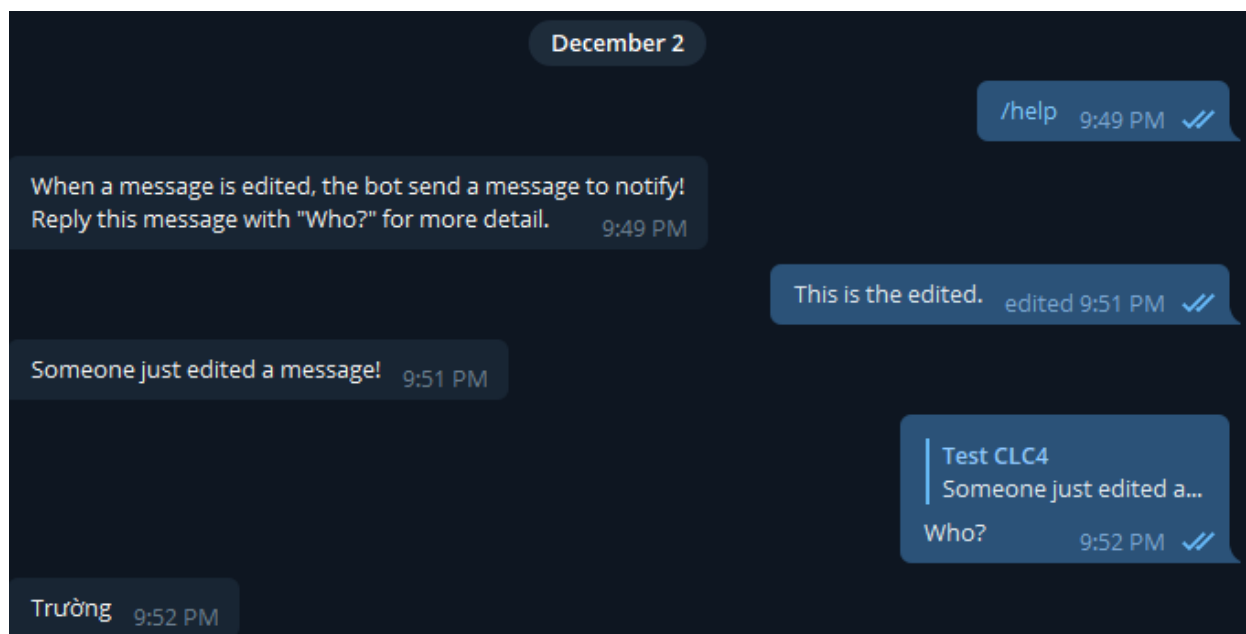 December 2
/help 9:49 PM
When a message is edited, the bot send a message to notify!
Reply this message with "Who?" for more detail. 9:49 PM
This is the edited. edited 9:51 PM
Someone just edited a message! 9:51 PM
Test CLC4
Someone just edited a...
Who? 9:52 PM
Trường 9:52 PM